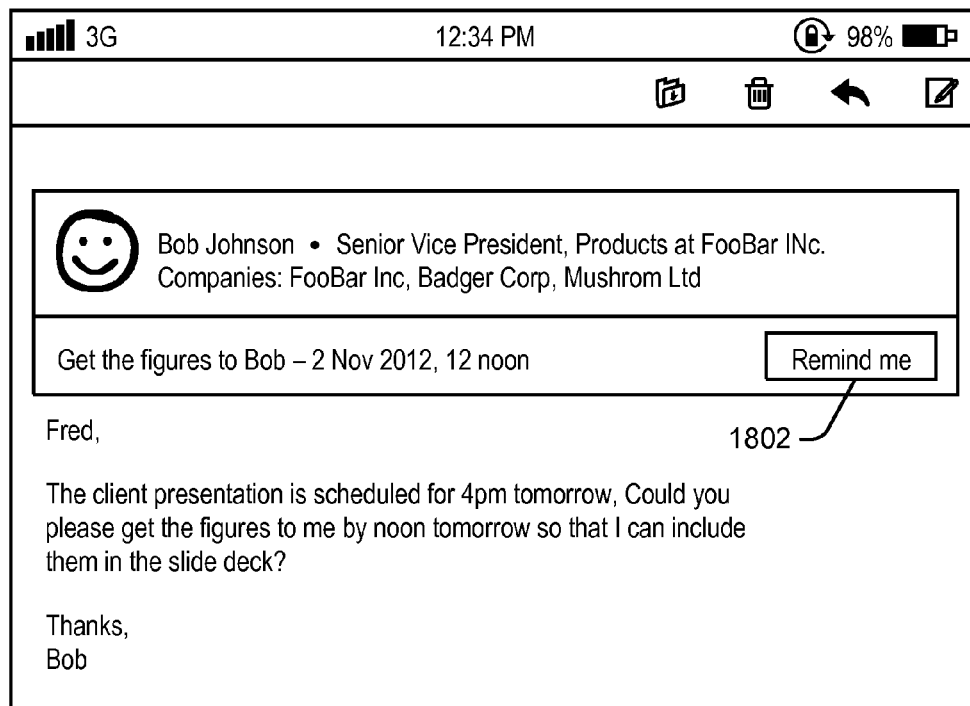 3G 12:34 PM 98%
Bob Johnson • Senior Vice President, Products at FooBar INc.
Companies: FooBar Inc, Badger Corp, Mushrom Ltd
Get the figures to Bob – 2 Nov 2012, 12 noon Remind me
1802
Fred,
The client presentation is scheduled for 4pm tomorrow, Could you
please get the figures to me by noon tomorrow so that I can include
them in the slide deck?
Thanks,
Bob